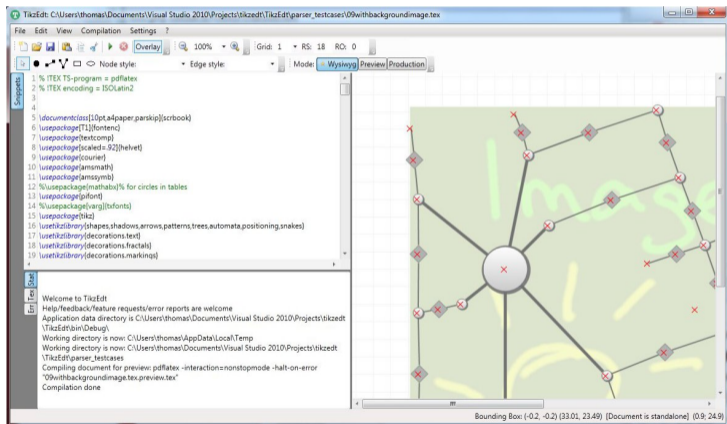 TikzEdt: C:\Users\thomas\Documents\Visual Studio 2010\Projects\tikzedt\TikzEdt\parser_testcases\09withbackgroundimage.tex
File Edit View Compilation Settings ?
Overlay 100% Grid: 1 RS: 18 RO: 0
Node style: Edge style: Mode: Wysiwyg Preview Production
Snippets
1 % !TEX TS-program = pdflatex
2 % !TEX encoding = ISOLatin2
3
4
5 \documentclass[10pt,a4paper,parskip]{scrbook}
6 \usepackage[T1]{fontenc}
7 \usepackage{textcomp}
8 \usepackage[scaled=.92]{helvet}
9 \usepackage{courier}
10 \usepackage{amsmath}
11 \usepackage{amssymb}
12 %\usepackage{mathabx}% for circles in tables
13 \usepackage{pifont}
14 %\usepackage[varg]{txfonts}
15 \usepackage{tikz}
16 \usetikzlibrary{shapes,shadows,arrows,patterns,trees,automata,positioning,snakes}
17 \usetikzlibrary{decorations.text}
18 \usetikzlibrary{decorations.fractals}
19 \usetikzlibrary{decorations.markings}
Image
Stat
Tex
Err
Welcome to TikzEdt
Help/feedback/feature requests/error reports are welcome
Application data directory is C:\Users\thomas\Documents\Visual Studio 2010\Projects\tikzedt
\TikzEdt\bin\Debug\
Working directory is now: C:\Users\thomas\AppData\Local\Temp
Working directory is now: C:\Users\thomas\Documents\Visual Studio 2010\Projects\tikzedt
\TikzEdt\parser_testcases
Compiling document for preview: pdflatex -interaction=nonstopmode -halt-on-error
"09withbackgroundimage.tex.preview.tex"
Compilation done
Bounding Box: (-0.2, -0.2) (33.01, 23.49) [Document is standalone] (0.9; 24.9)